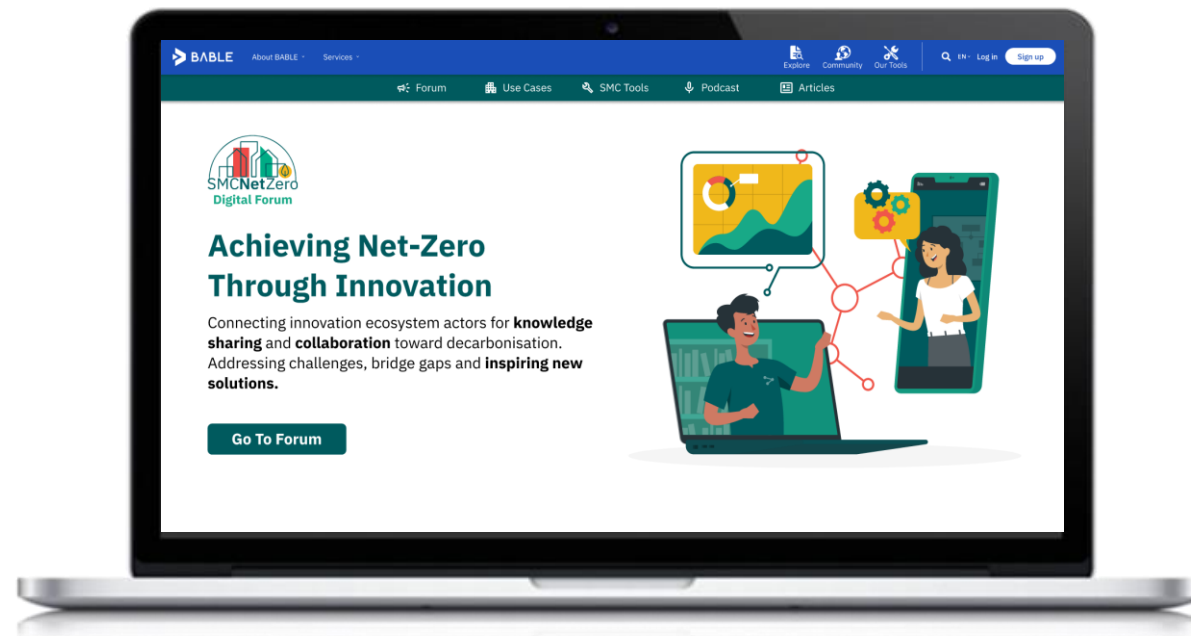 BABLE About BABLE Services Explore Community Our Tools EN Log in Sign up
Forum Use Cases SMC Tools Podcast Articles
SMCNetZero
Digital Forum
Achieving Net-Zero
Through Innovation
Connecting innovation ecosystem actors for knowledge
sharing and collaboration toward decarbonisation.
Addressing challenges, bridge gaps and inspiring new
solutions.
Go To Forum